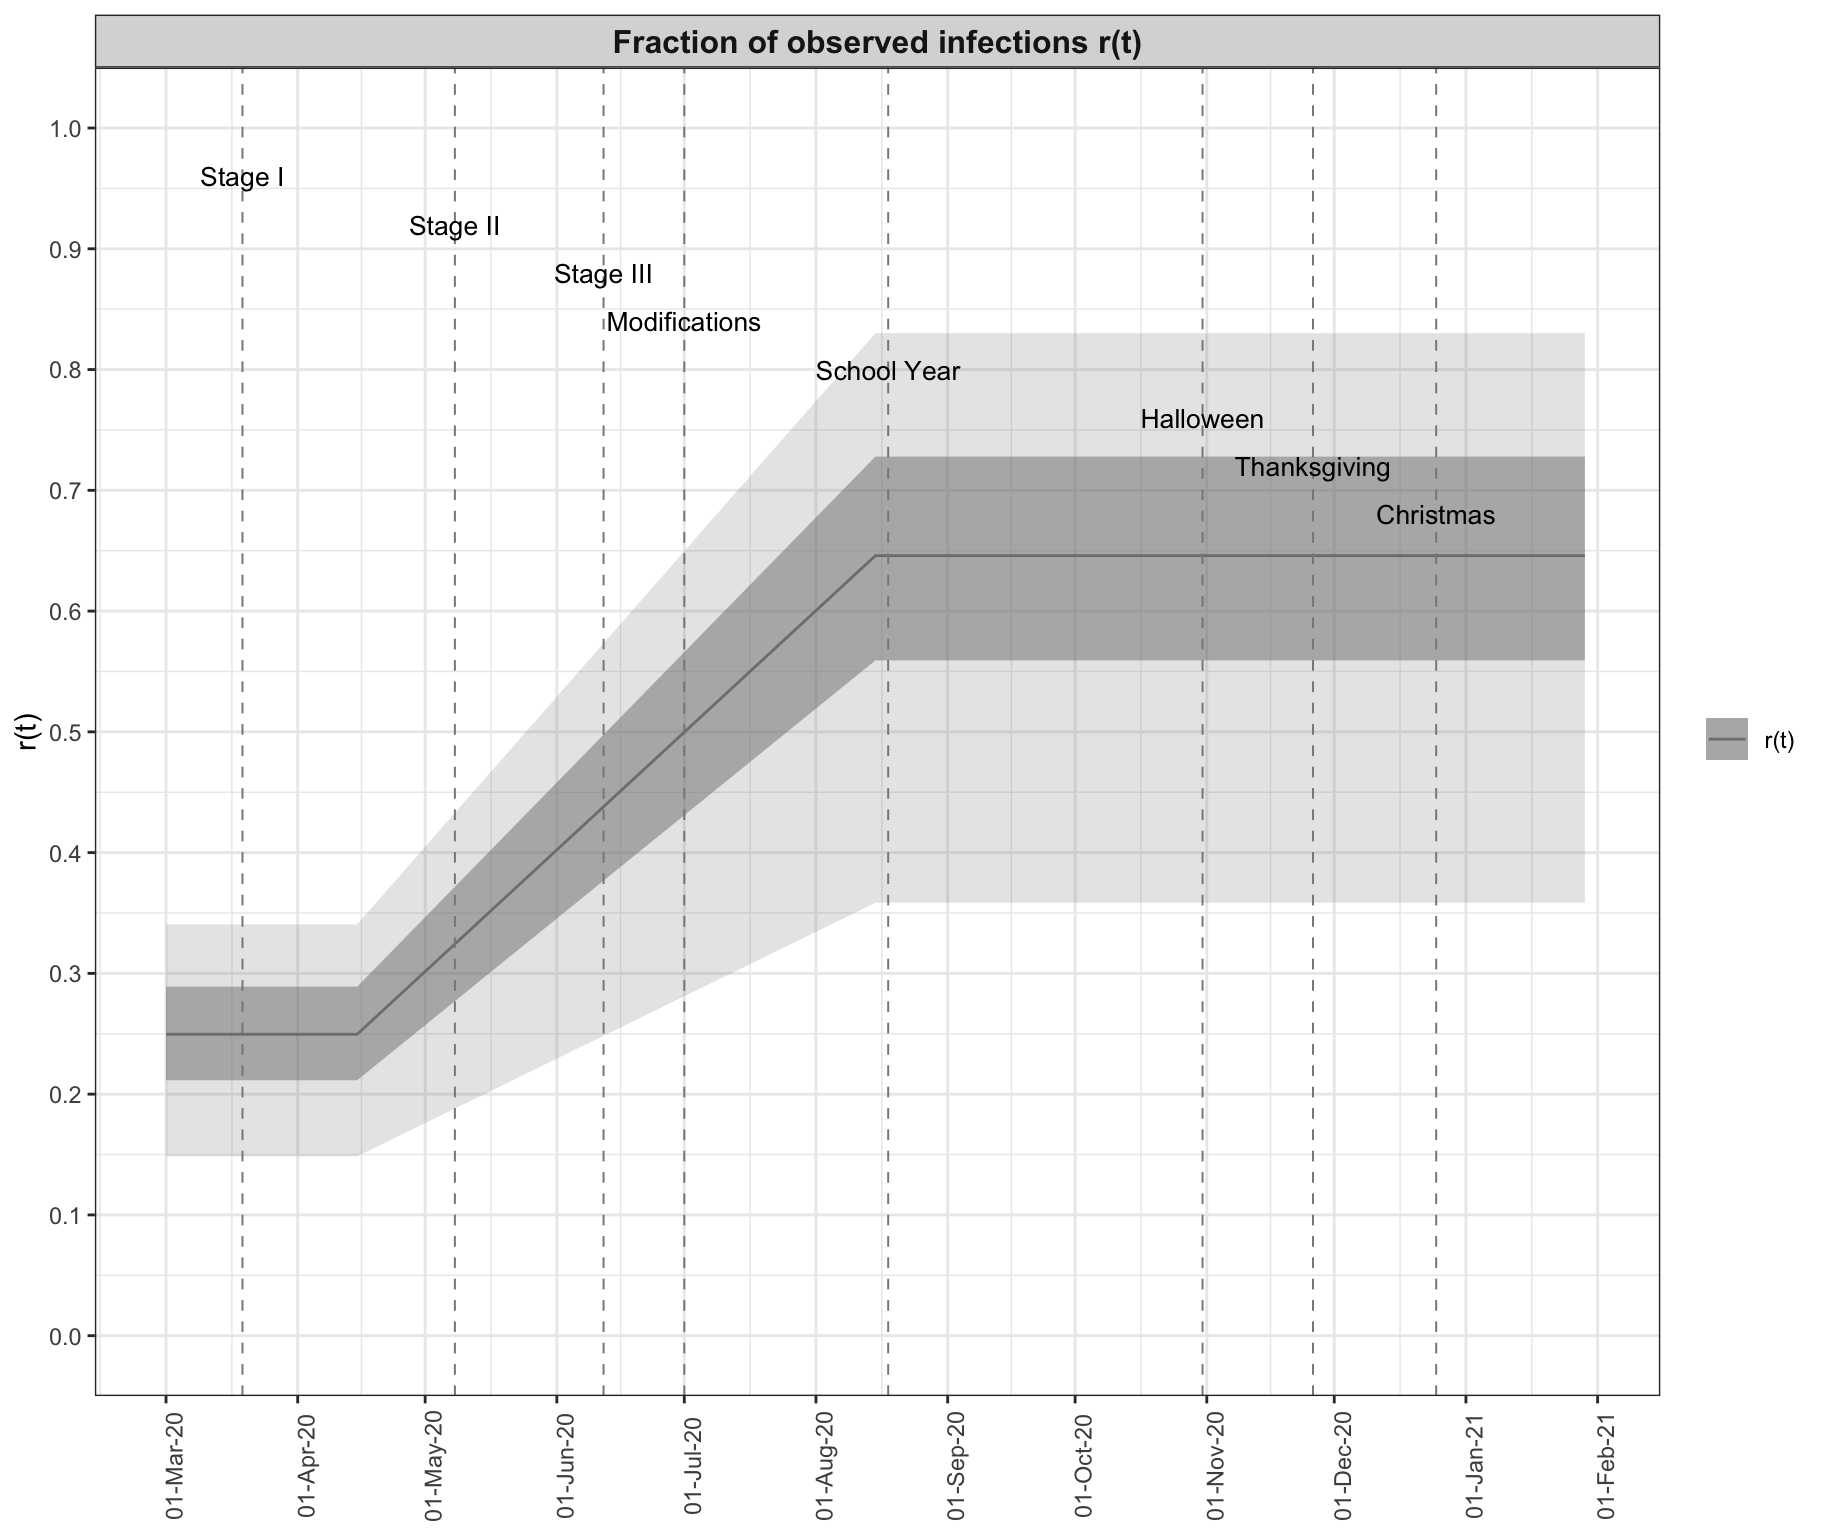 Fraction of observed infections r(t)
1.0
0.9
0.8
0.7
0.6
0.5
0.4
0.3
0.2
0.1
0.0
r(t)
Stage I
Stage II
Stage III
Modifications
School Year
Halloween
Thanksgiving
Christmas
01-Mar-20
01-Apr-20
01-May-20
01-Jun-20
01-Jul-20
01-Aug-20
01-Sep-20
01-Oct-20
01-Nov-20
01-Dec-20
01-Jan-21
01-Feb-21
r(t)